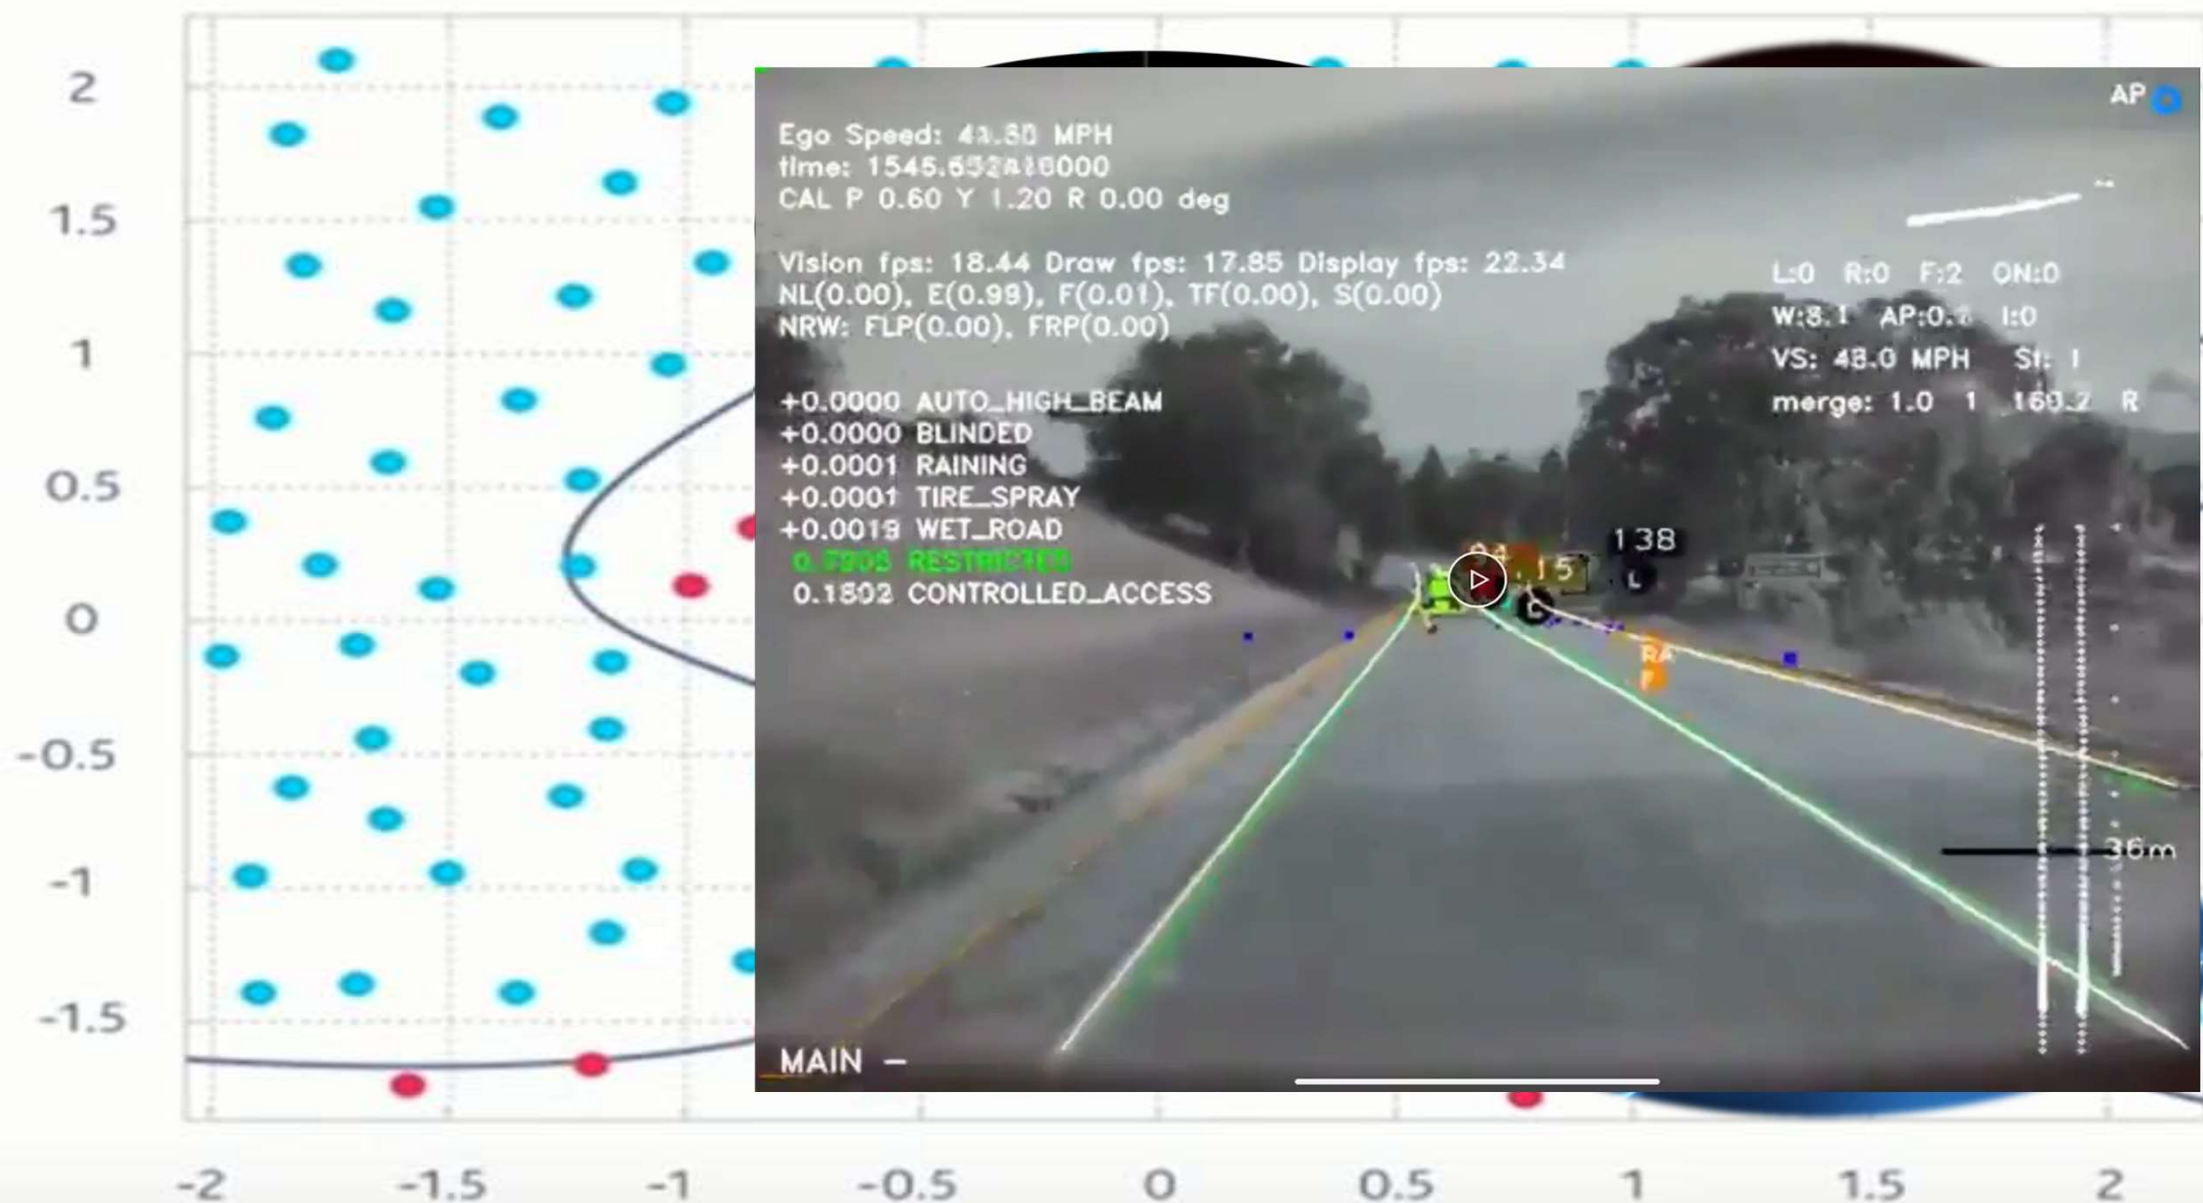 2
1.5
1
0.5
0
-0.5
-1
-1.5
-2 -1.5 -1 -0.5 0 0.5 1 1.5 2
AP
Ego Speed: MPH
time:
CAL P 0.60 Y 1.20 R 0.00 deg
Vision fps: 18.44 Draw fps: 17.85 Display fps: 22.34
NL(0.00), E(0.99), F(0.01), TF(0.00), S(0.00)
NRW: FLP(0.00), FRP(0.00)
+0.0000 AUTO_HIGH_BEAM
+0.0000 BLINDED
+0.0001 RAINING
+0.0001 TIRE_SPRAY
+0.0019 WET_ROAD
RESTRICTED
CONTROLLED_ACCESS
L:0 R:0 F:2 ON:0
W:8.1 I:0
VS: 48.0 MPH St: 1
merge: 1.0 1 R
138
L
C
RA
F
36m
MAIN –